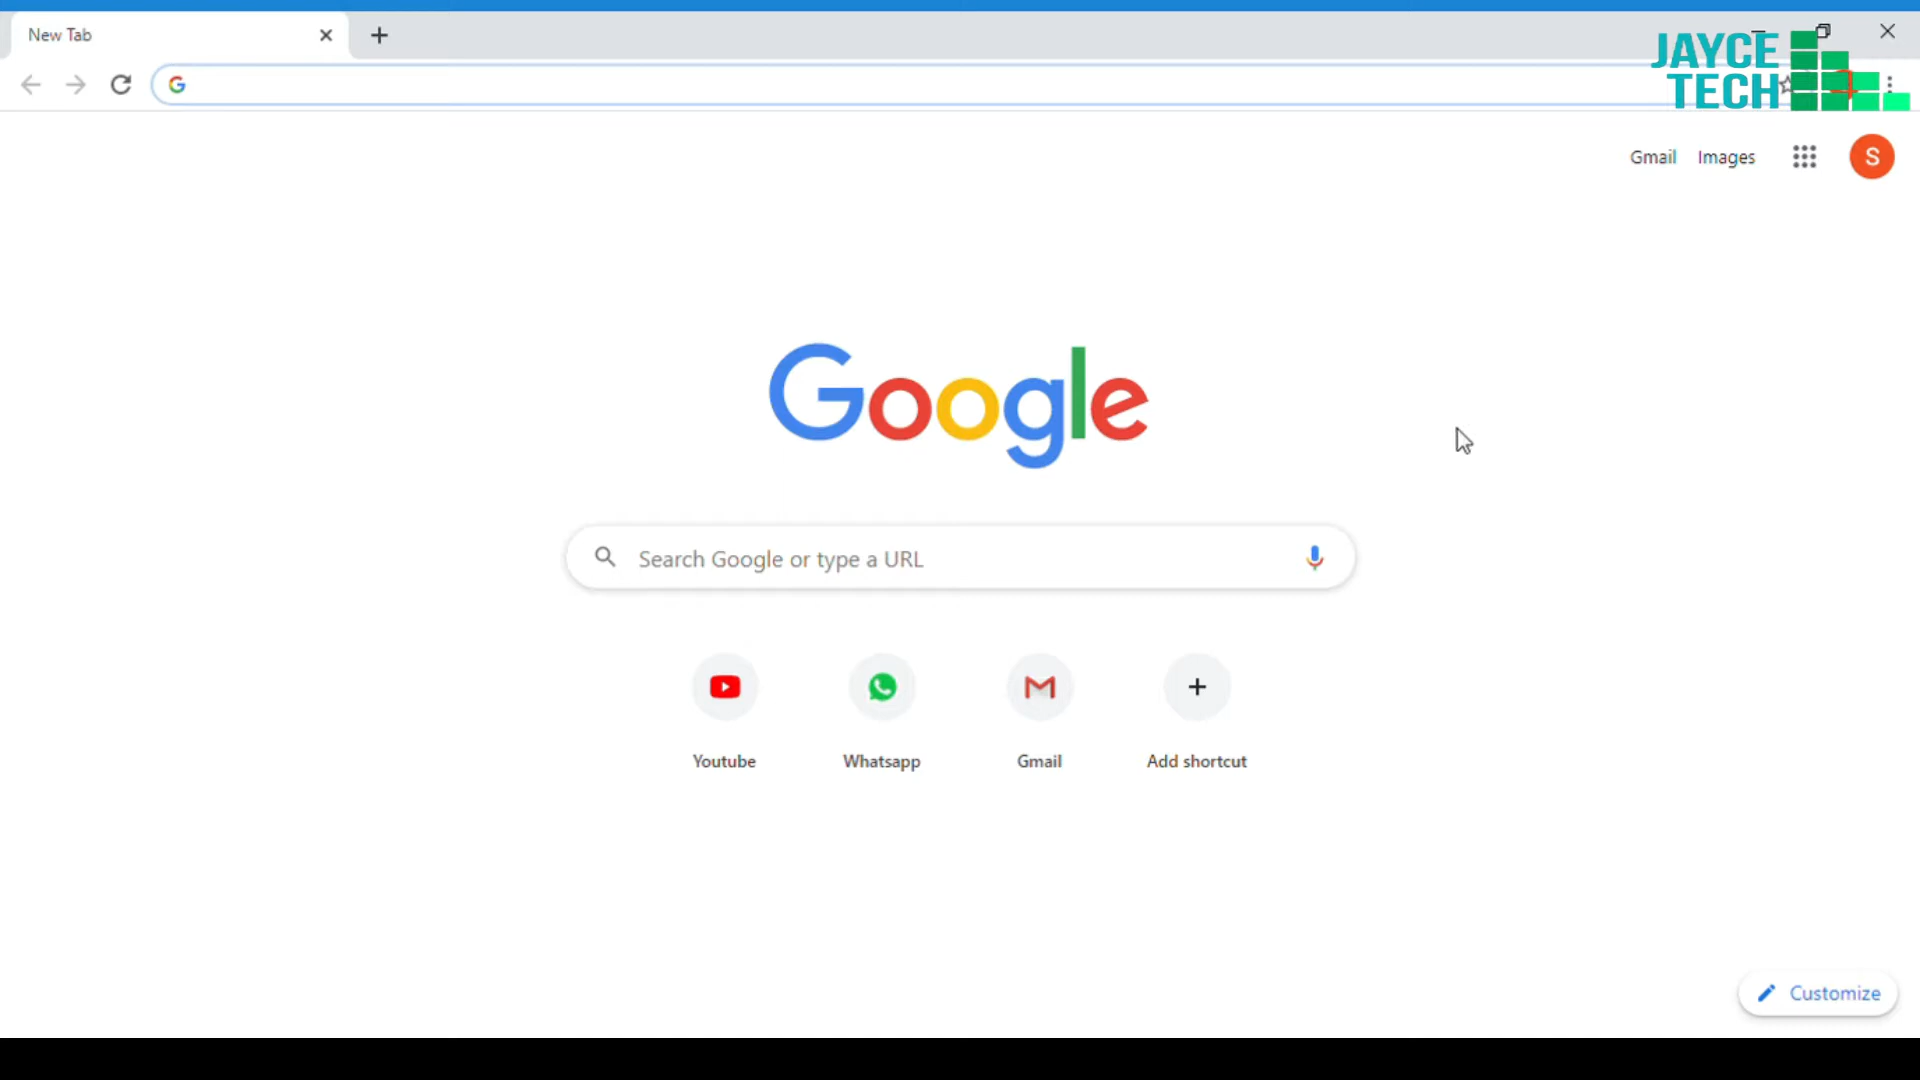 New Tab
JAYCE
TECH
Gmail Images
S
Google
Search Google or type a URL
Youtube Whatsapp Gmail Add shortcut
Customize